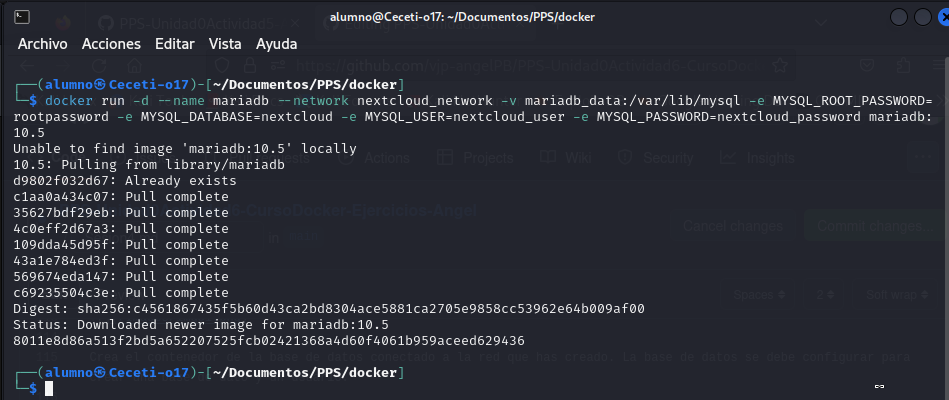 alumno@Ceceti-o17: ~/Documentos/PPS/docker
Archivo Acciones Editar Vista Ayuda
┌──(alumno㉿Ceceti-o17)-[~/Documentos/PPS/docker]
└─$ docker run -d --name mariadb --network nextcloud_network -v mariadb_data:/var/lib/mysql -e MYSQL_ROOT_PASSWORD=
rootpassword -e MYSQL_DATABASE=nextcloud -e MYSQL_USER=nextcloud_user -e MYSQL_PASSWORD=nextcloud_password mariadb:
10.5
Unable to find image 'mariadb:10.5' locally
10.5: Pulling from library/mariadb
d9802f032d67: Already exists
c1aa0a434c07: Pull complete
35627bdf29eb: Pull complete
4c0eff2d67a3: Pull complete
109dda45d95f: Pull complete
43a1e784ed3f: Pull complete
569674eda147: Pull complete
c69235504c3e: Pull complete
Digest: sha256:c4561867435f5b60d43ca2bd8304ace5881ca2705e9858cc53962e64b009af00
Status: Downloaded newer image for mariadb:10.5
8011e8d86a513f2bd5a652207525fcb02421368a4d60f4061b959aceed629436
┌──(alumno㉿Ceceti-o17)-[~/Documentos/PPS/docker]
└─$